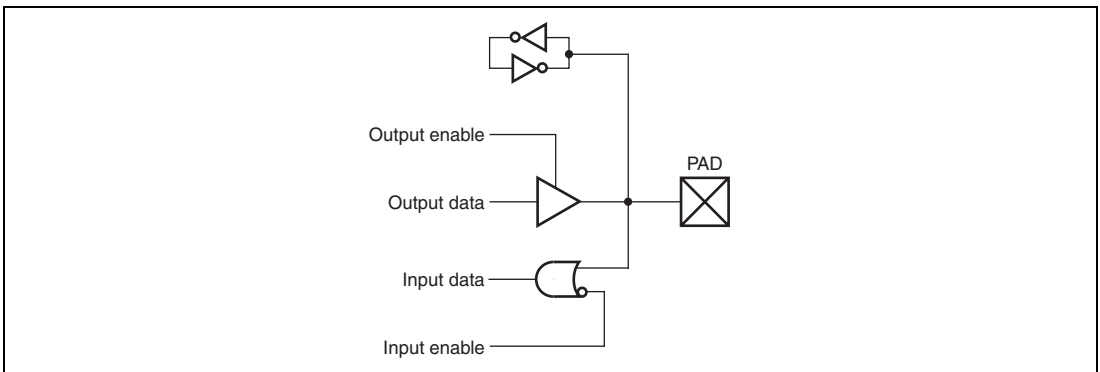 Output enable
PAD
Output data
Input data
Input enable